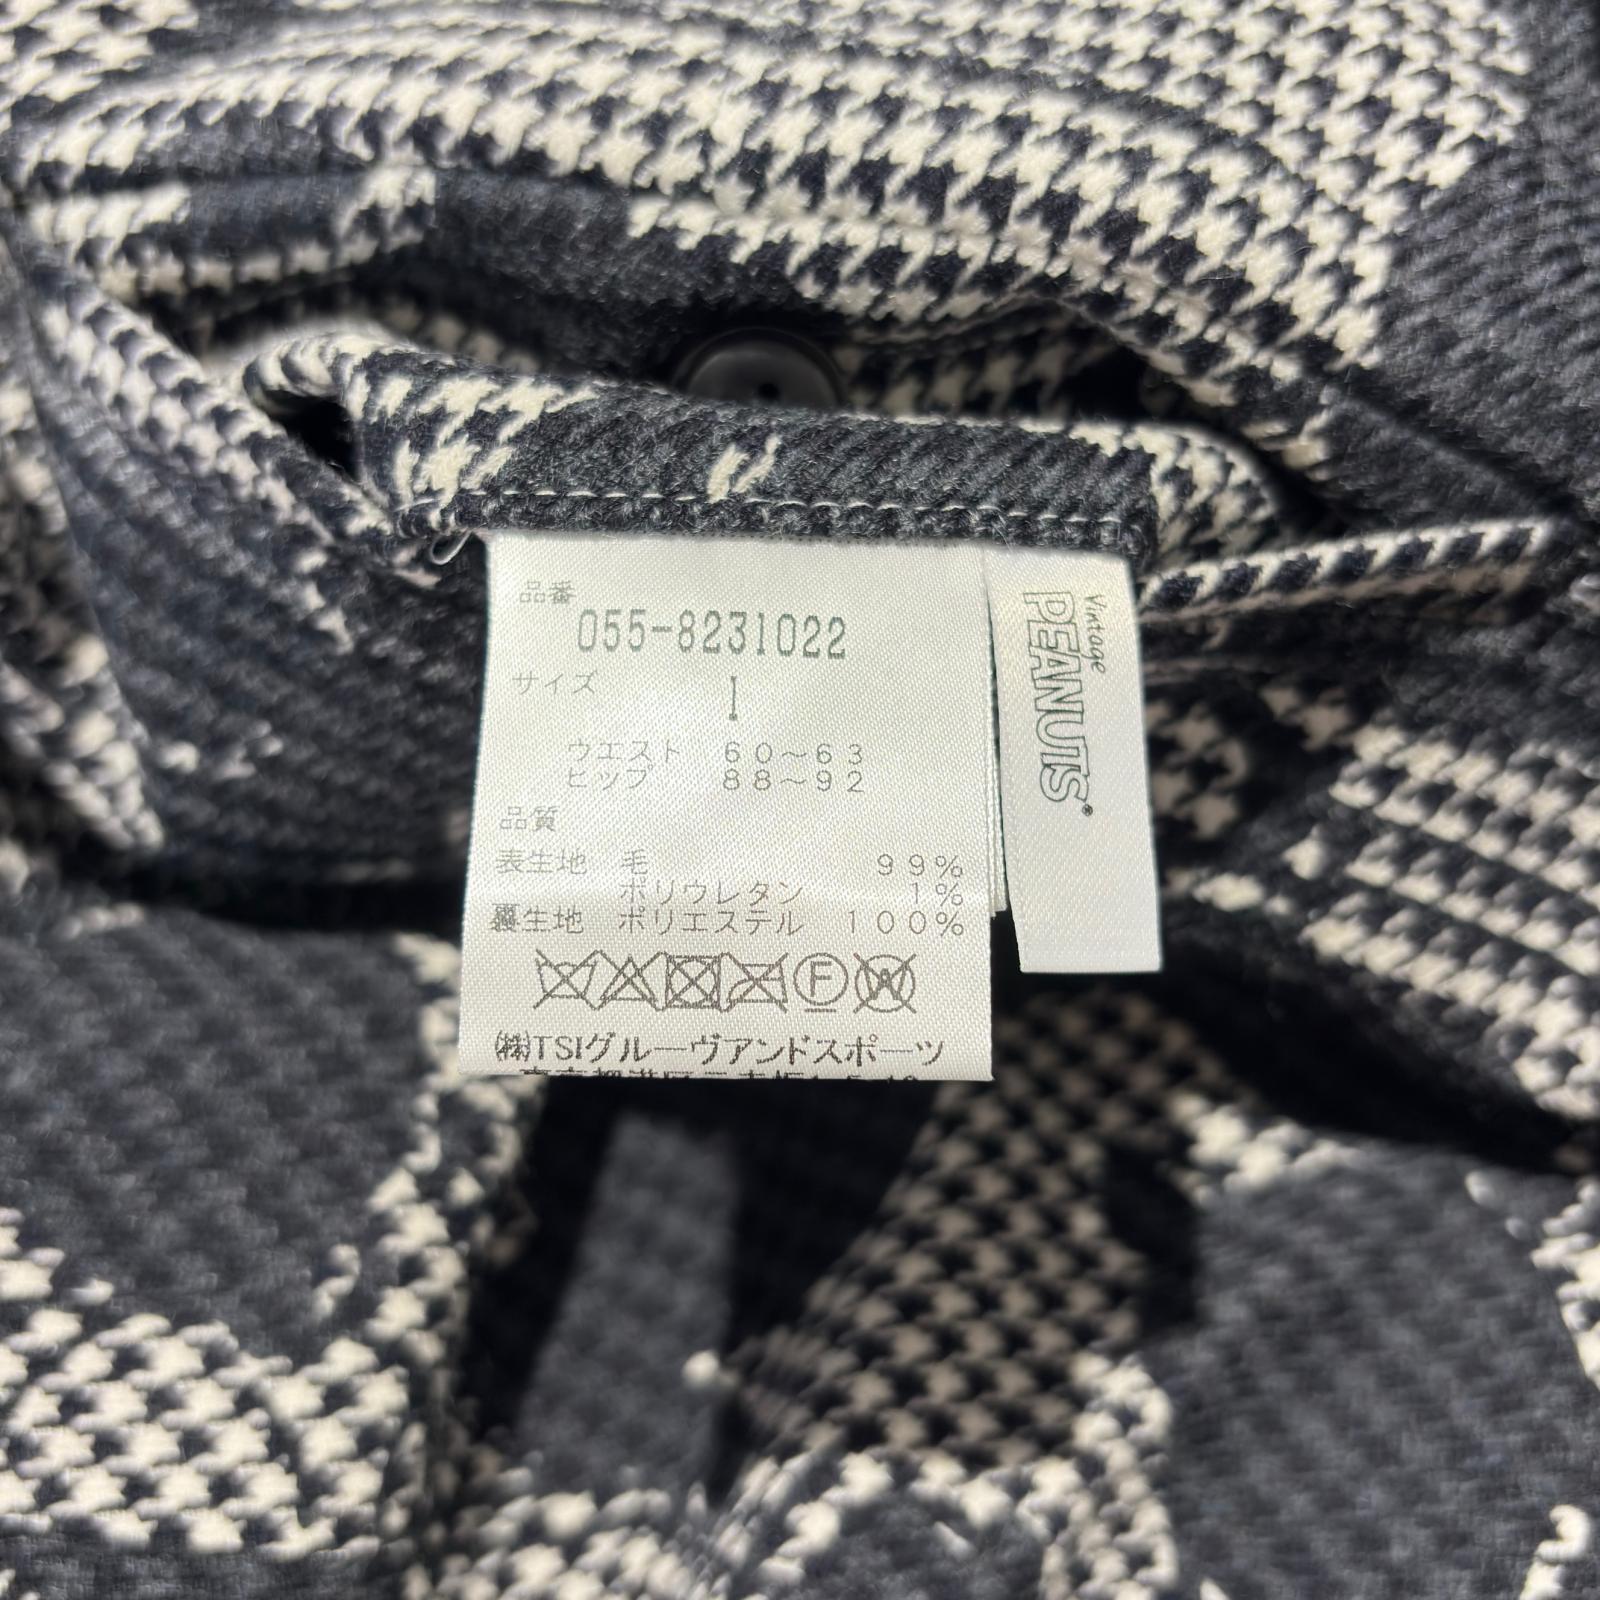 品番
055-8231022
サイズ 1
ウエスト 60~63
ヒップ 88~92
品質
表生地 毛 99%
ポリウレタン 1%
裏生地 ポリエステル 100%
F W
㈱TSIグルーヴアンドスポーツ
Vintage
PEANUTS®